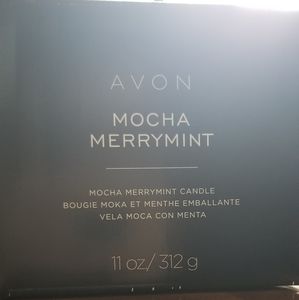 AVON
MOCHA
MERRYMINT
MOCHA MERRYMINT CANDLE
BOUGIE MOKA ET MENTHE EMBALLANTE
VELA MOCA CON MENTA
11 oz/312 g